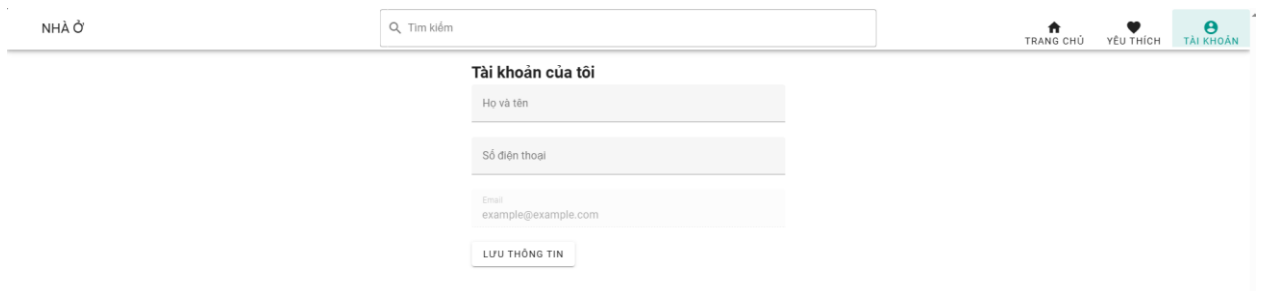 NHÀ Ở
Tìm kiếm
TRANG CHỦ
YÊU THÍCH
TÀI KHOẢN
Tài khoản của tôi
Họ và tên
Số điện thoại
Email
example@example.com
LƯU THÔNG TIN